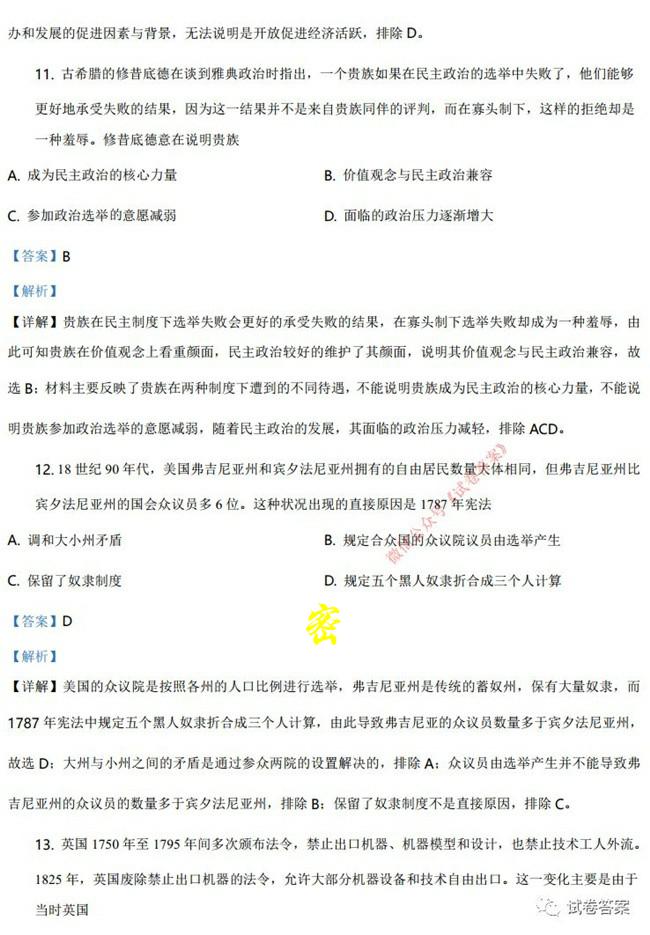 办和发展的促进因素与背景，无法说明是开放促进经济活跃，排除 D。
11. 古希腊的修昔底德在谈到雅典政治时指出，一个贵族如果在民主政治的选举中失败了，他们能够
更好地承受失败的结果，因为这一结果并不是来自贵族同伴的评判，而在寡头制下，这样的拒绝却是
一种羞辱。修昔底德意在说明贵族
A. 成为民主政治的核心力量 B. 价值观念与民主政治兼容
C. 参加政治选举的意愿减弱 D. 面临的政治压力逐渐增大
【答案】B
【解析】
【详解】贵族在民主制度下选举失败会更好的承受失败的结果，在寡头制下选举失败却成为一种羞辱，由
此可知贵族在价值观念上看重颜面，民主政治较好的维护了其颜面，说明其价值观念与民主政治兼容，故
选 B；材料主要反映了贵族在两种制度下遭到的不同待遇，不能说明贵族成为民主政治的核心力量，不能说
明贵族参加政治选举的意愿减弱，随着民主政治的发展，其面临的政治压力减轻，排除 ACD。
12. 18 世纪 90 年代，美国弗吉尼亚州和宾夕法尼亚州拥有的自由居民数量大体相同，但弗吉尼亚州比
宾夕法尼亚州的国会众议员多 6 位。这种状况出现的直接原因是 1787 年宪法
A. 调和大小州矛盾 B. 规定合众国的众议院议员由选举产生
C. 保留了奴隶制度 D. 规定五个黑人奴隶折合成三个人计算
微信公众号《试卷答案》
【答案】D
密
【解析】
【详解】美国的众议院是按照各州的人口比例进行选举，弗吉尼亚州是传统的蓄奴州，保有大量奴隶，而
1787 年宪法中规定五个黑人奴隶折合成三个人计算，由此导致弗吉尼亚的众议员数量多于宾夕法尼亚州，
故选 D；大州与小州之间的矛盾是通过参众两院的设置解决的，排除 A；众议员由选举产生并不能导致弗
吉尼亚州的众议员的数量多于宾夕法尼亚州，排除 B；保留了奴隶制度不是直接原因，排除 C。
13. 英国 1750 年至 1795 年间多次颁布法令，禁止出口机器、机器模型和设计，也禁止技术工人外流。
1825 年，英国废除禁止出口机器的法令，允许大部分机器设备和技术自由出口。这一变化主要是由于
当时英国
试卷答案